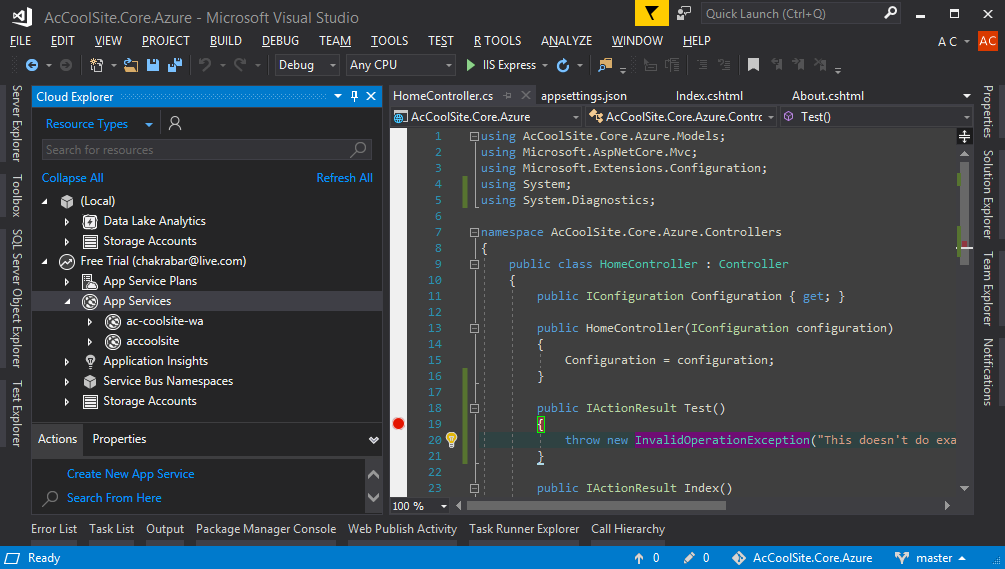 AcCoolSite.Core.Azure - Microsoft Visual Studio
Quick Launch (Ctrl+Q)
FILE EDIT VIEW PROJECT BUILD DEBUG TEAM TOOLS TEST R TOOLS ANALYZE WINDOW HELP
A C AC
Debug Any CPU IIS Express
Server Explorer
Toolbox
SQL Server Object Explorer
Test Explorer
Cloud Explorer
Resource Types
Search for resources
Collapse All Refresh All
(Local)
Data Lake Analytics
Storage Accounts
Free Trial (chakrabar@live.com)
App Service Plans
App Services
ac-coolsite-wa
accoolsite
Application Insights
Service Bus Namespaces
Storage Accounts
Actions Properties
Create New App Service
Search From Here
HomeController.cs appsettings.json Index.cshtml About.cshtml
AcCoolSite.Core.Azure AcCoolSite.Core.Azure.Contrc Test()
1 using AcCoolSite.Core.Azure.Models;
2 using Microsoft.AspNetCore.Mvc;
3 using Microsoft.Extensions.Configuration;
4 using System;
5 using System.Diagnostics;
6
7 namespace AcCoolSite.Core.Azure.Controllers
8 {
9 public class HomeController : Controller
10 {
11 public IConfiguration Configuration { get; }
12
13 public HomeController(IConfiguration configuration)
14 {
15 Configuration = configuration;
16 }
17
18 public IActionResult Test()
19 {
20 throw new InvalidOperationException("This doesn't do exa
21 }
22
23 public IActionResult Index()
100 %
Properties
Solution Explorer
Team Explorer
Notifications
Error List Task List Output Package Manager Console Web Publish Activity Task Runner Explorer Call Hierarchy
Ready 0 0 AcCoolSite.Core.Azure master